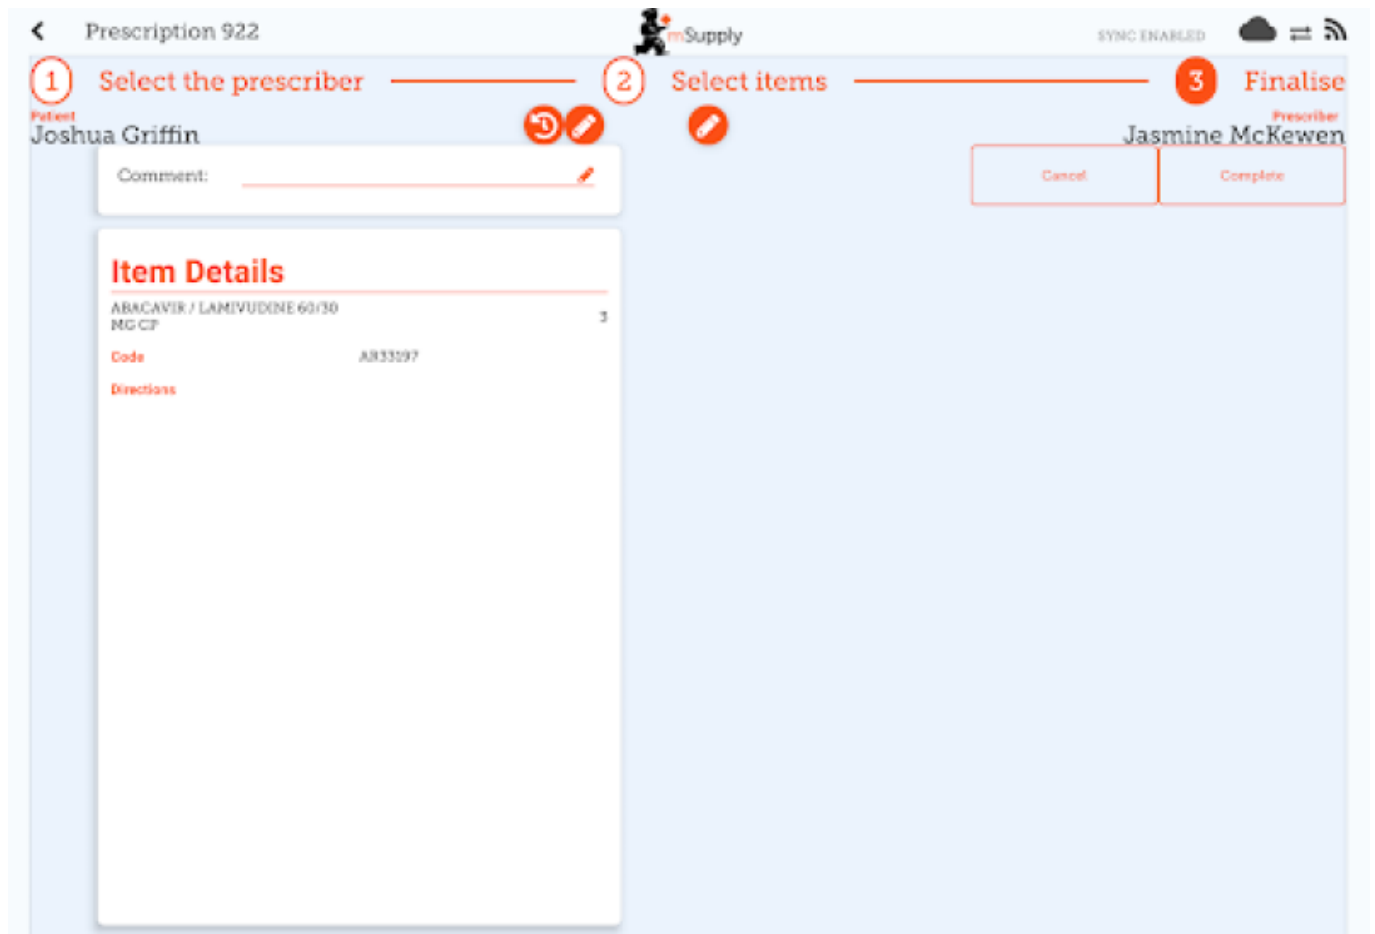 Prescription 922
mSupply
SYNC ENABLED
1 Select the prescriber
2 Select items
3 Finalise
Patient
Joshua Griffin
Prescriber
Jasmine McKewen
Comment:
Cancel
Complete
Item Details
ABACAVIR / LAMIVUDINE 60/30
MG CP
3
Code
AR33197
Directions